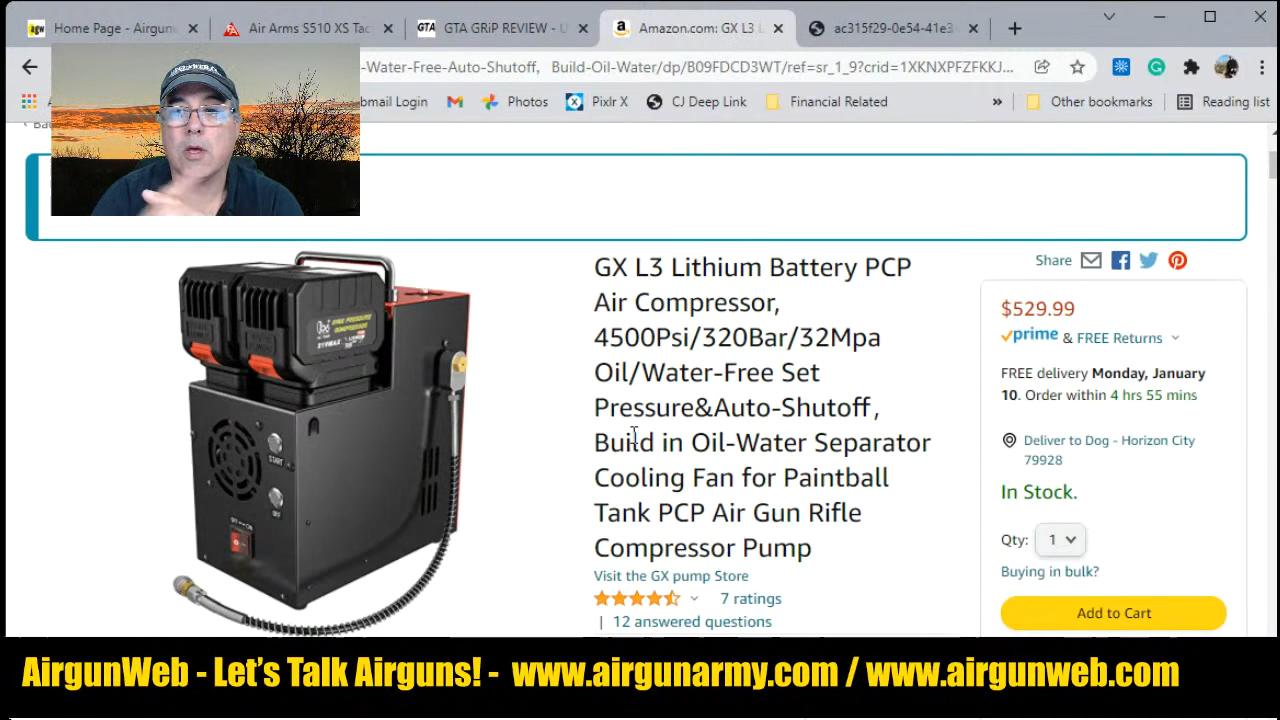 Home Page - Airgun
Air Arms S510 XS Tac
GTA GRiP REVIEW - U
Amazon.com: GX L3 L
ac315f29-0e54-41e3
-Water-Free-Auto-Shutoff, Build-Oil-Water/dp/B09FDCD3WT/ref=sr_1_9?crid=1XKNXPFZFKKJ...
bmail Login
Photos
Pixlr X
CJ Deep Link
Financial Related
»
Other bookmarks
Reading list
GX L3 Lithium Battery PCP
Air Compressor,
4500Psi/320Bar/32Mpa
Oil/Water-Free Set
Pressure&Auto-Shutoff,
Build in Oil-Water Separator
Cooling Fan for Paintball
Tank PCP Air Gun Rifle
Compressor Pump
Visit the GX pump Store
7 ratings
| 12 answered questions
START
OFF
OFF ON
Share
$529.99
prime & FREE Returns
FREE delivery Monday, January
10. Order within 4 hrs 55 mins
Deliver to Dog - Horizon City
79928
In Stock.
Qty: 1
Buying in bulk?
Add to Cart
AirgunWeb - Let's Talk Airguns! - www.airgunarmy.com / www.airgunweb.com